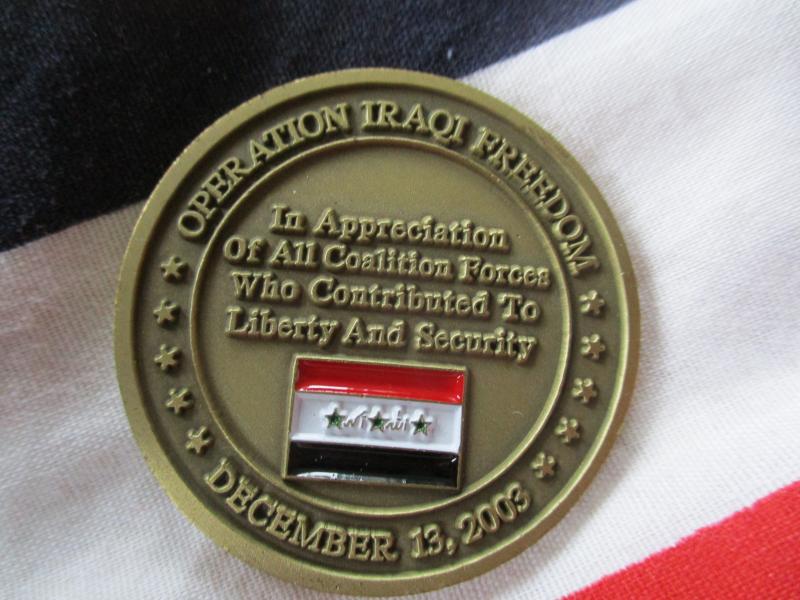 OPERATION IRAQI FREEDOM
In Appreciation
Of All Coalition Forces
Who Contributed To
Liberty And Security
DECEMBER 13, 2003